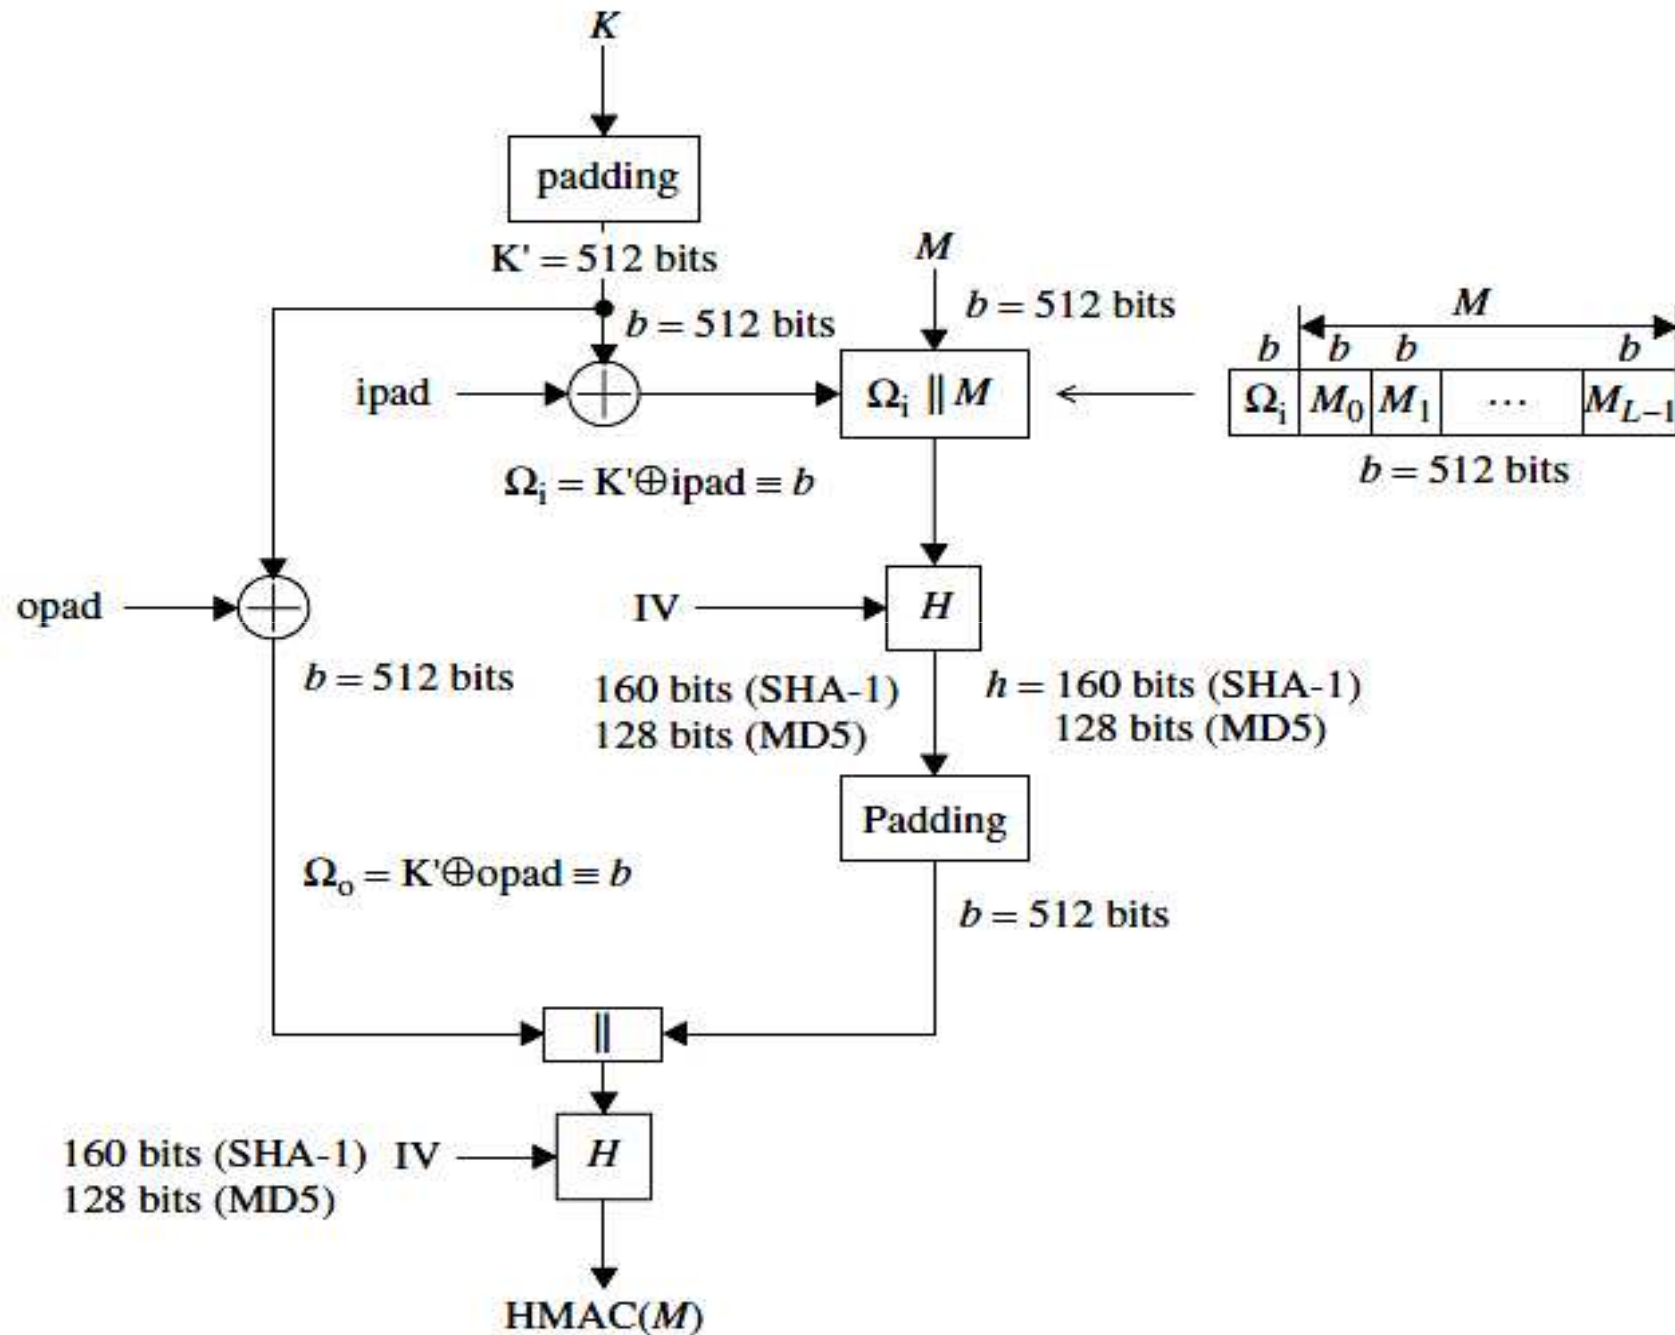 K
padding
K' = 512 bits
M
b = 512 bits
b = 512 bits
M
b b b b
ipad
Ωi ‖ M
Ωi M0 M1 ⋯ ML−1
Ωi = K'⊕ipad ≡ b
b = 512 bits
opad
IV
H
b = 512 bits
160 bits (SHA-1)
128 bits (MD5)
h = 160 bits (SHA-1)
128 bits (MD5)
Padding
Ωo = K'⊕opad ≡ b
b = 512 bits
‖
160 bits (SHA-1) IV
128 bits (MD5)
H
HMAC(M)